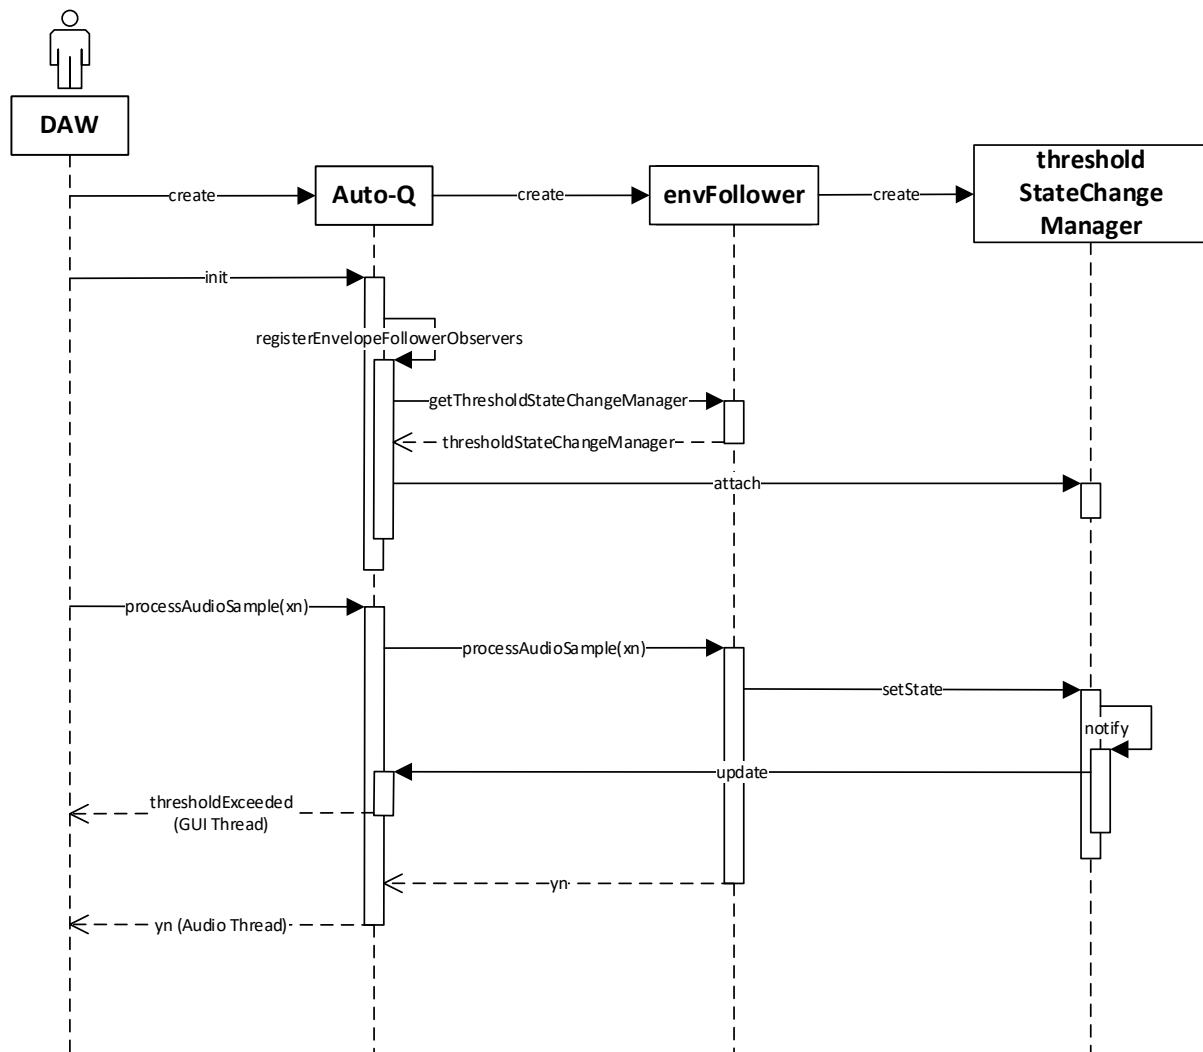 DAW
threshold
StateChange
Manager
create
Auto-Q
create
envFollower
create
init
registerEnvelopeFollowerObservers
getThresholdStateChangeManager
thresholdStateChangeManager
attach
processAudioSample(xn)
processAudioSample(xn)
setState
notify
update
thresholdExceeded
(GUI Thread)
yn
yn (Audio Thread)